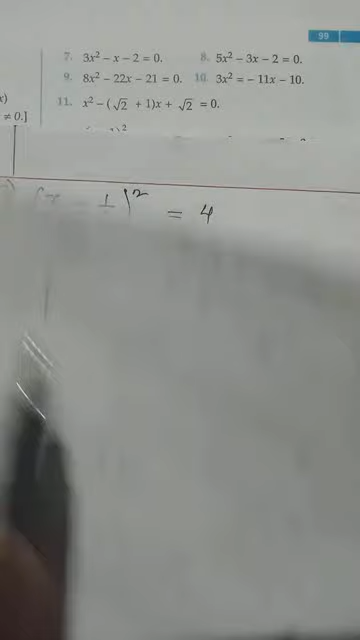 99
7. 3x² − x − 2 = 0. 8. 5x² − 3x − 2 = 0.
9. 8x² − 22x − 21 = 0. 10. 3x² = − 11x − 10.
x)
11. x² − (√2 + 1)x + √2 = 0.
≠ 0.]
)² = 4